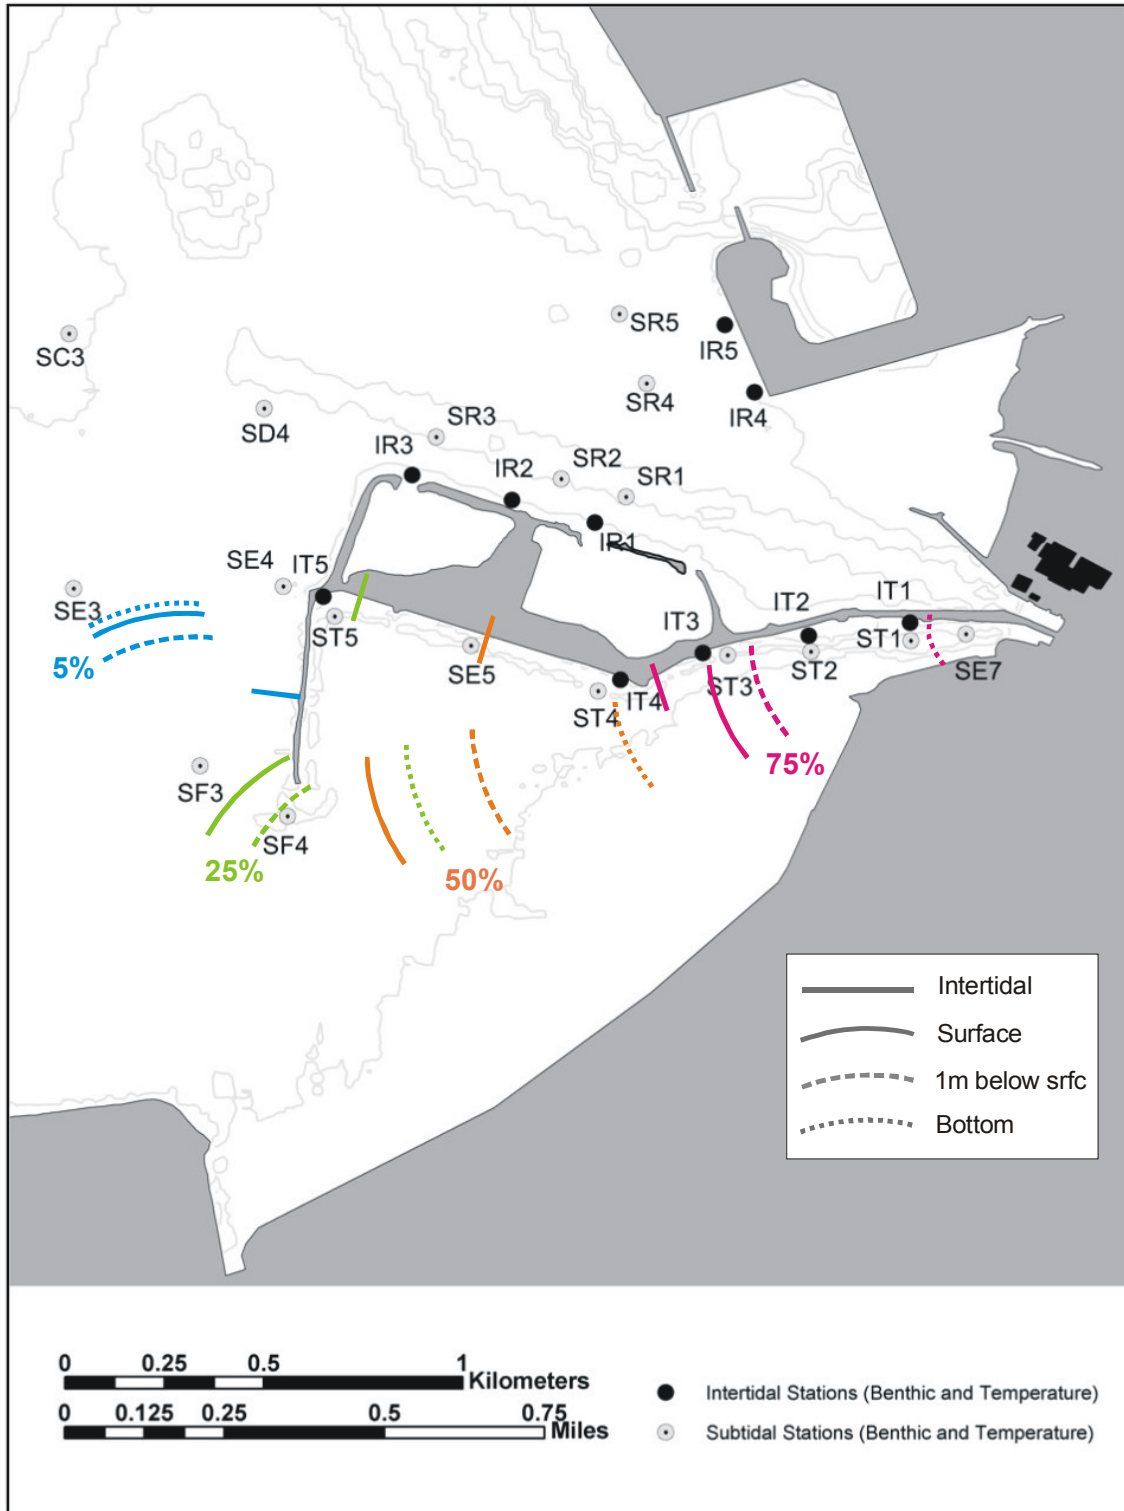 SR5
IR5
SC3
SR4
IR4
SD4
SR3
IR3
SR2
IR2
SR1
IR1
SE4
IT5
SE3
IT3
IT2
IT1
ST5
ST1
5%
SE5
ST3
ST2
SE7
IT4
ST4
75%
SF3
SF4
25%
50%
Intertidal
Surface
1m below srfc
Bottom
0 0.25 0.5 1
Kilometers
0 0.125 0.25 0.5 0.75
Miles
Intertidal Stations (Benthic and Temperature)
Subtidal Stations (Benthic and Temperature)